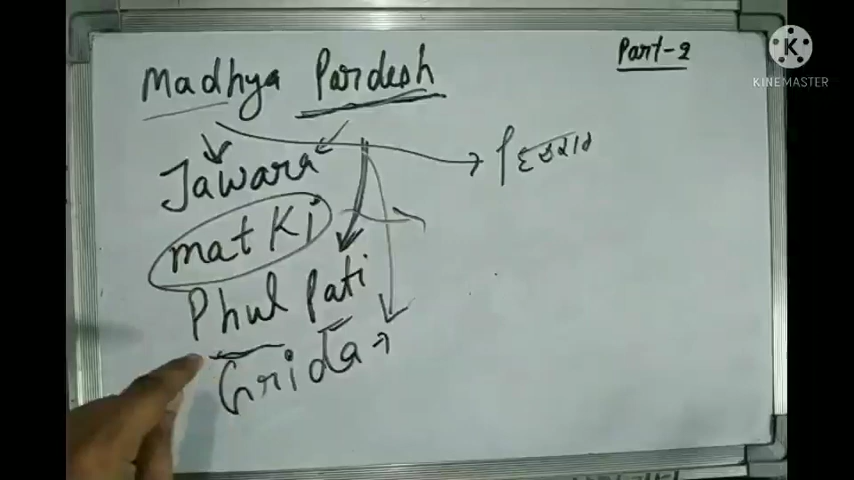 Part-2
K
KINEMASTER
Madhya Pardesh
Jawara
matki
Phul pati
Grida